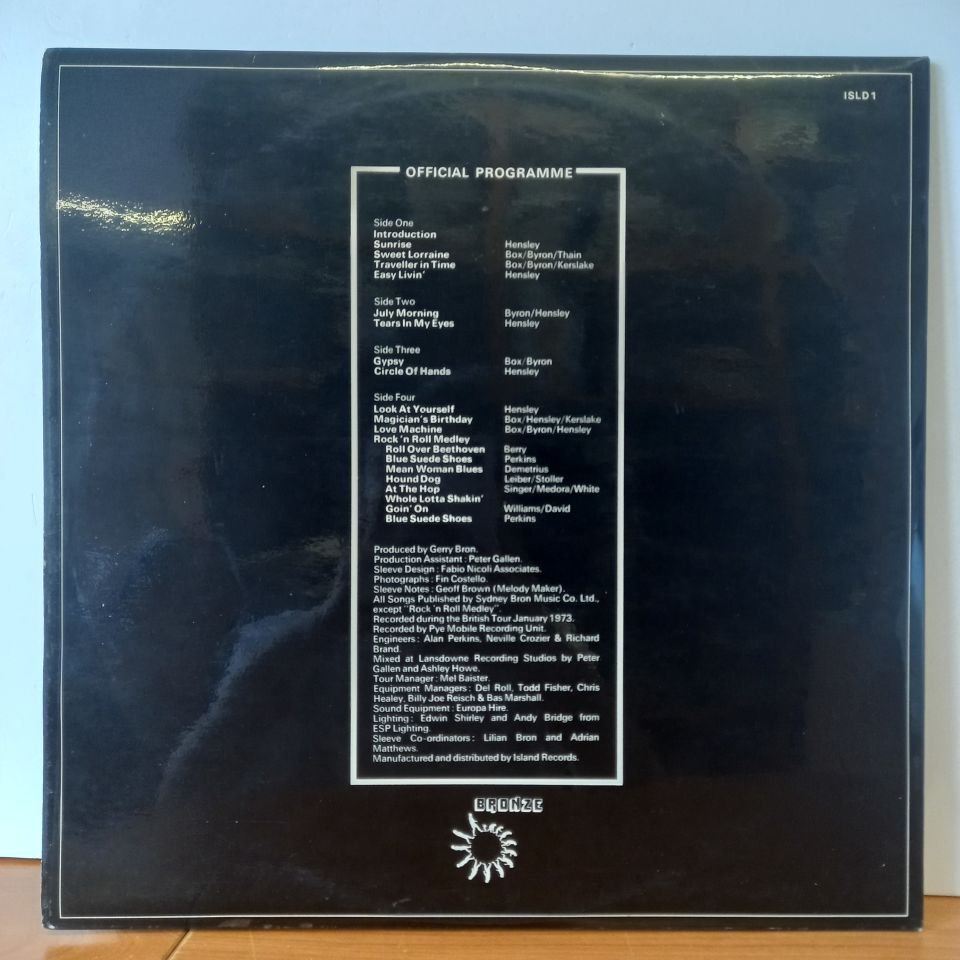 ISLD 1
OFFICIAL PROGRAMME
Side One
Introduction
Sunrise Hensley
Sweet Lorraine Box/Byron/Thain
Traveller in Time Box/Byron/Kerslake
Easy Livin' Hensley
Side Two
July Morning Byron/Hensley
Tears In My Eyes Hensley
Side Three
Gypsy Box/Byron
Circle Of Hands Hensley
Side Four
Look At Yourself Hensley
Magician's Birthday Box/Hensley/Kerslake
Love Machine Box/Byron/Hensley
Rock 'n Roll Medley
Roll Over Beethoven Berry
Blue Suede Shoes Perkins
Mean Woman Blues Demetrius
Hound Dog Leiber/Stoller
At The Hop Singer/Medora/White
Whole Lotta Shakin'
Goin' On Williams/David
Blue Suede Shoes Perkins
Produced by Gerry Bron.
Production Assistant : Peter Gallen.
Sleeve Design : Fabio Nicoli Associates.
Photographs : Fin Costello.
Sleeve Notes : Geoff Brown (Melody Maker).
All Songs Published by Sydney Bron Music Co. Ltd.,
except "Rock 'n Roll Medley".
Recorded during the British Tour January 1973.
Recorded by Pye Mobile Recording Unit.
Engineers : Alan Perkins, Neville Crozier & Richard
Brand.
Mixed at Lansdowne Recording Studios by Peter
Gallen and Ashley Howe.
Tour Manager : Mel Baister.
Equipment Managers : Del Roll, Todd Fisher, Chris
Healey, Billy Joe Reisch & Bas Marshall.
Sound Equipment : Europa Hire.
Lighting : Edwin Shirley and Andy Bridge from
ESP Lighting.
Sleeve Co-ordinators : Lilian Bron and Adrian
Matthews.
Manufactured and distributed by Island Records.
BRONZE